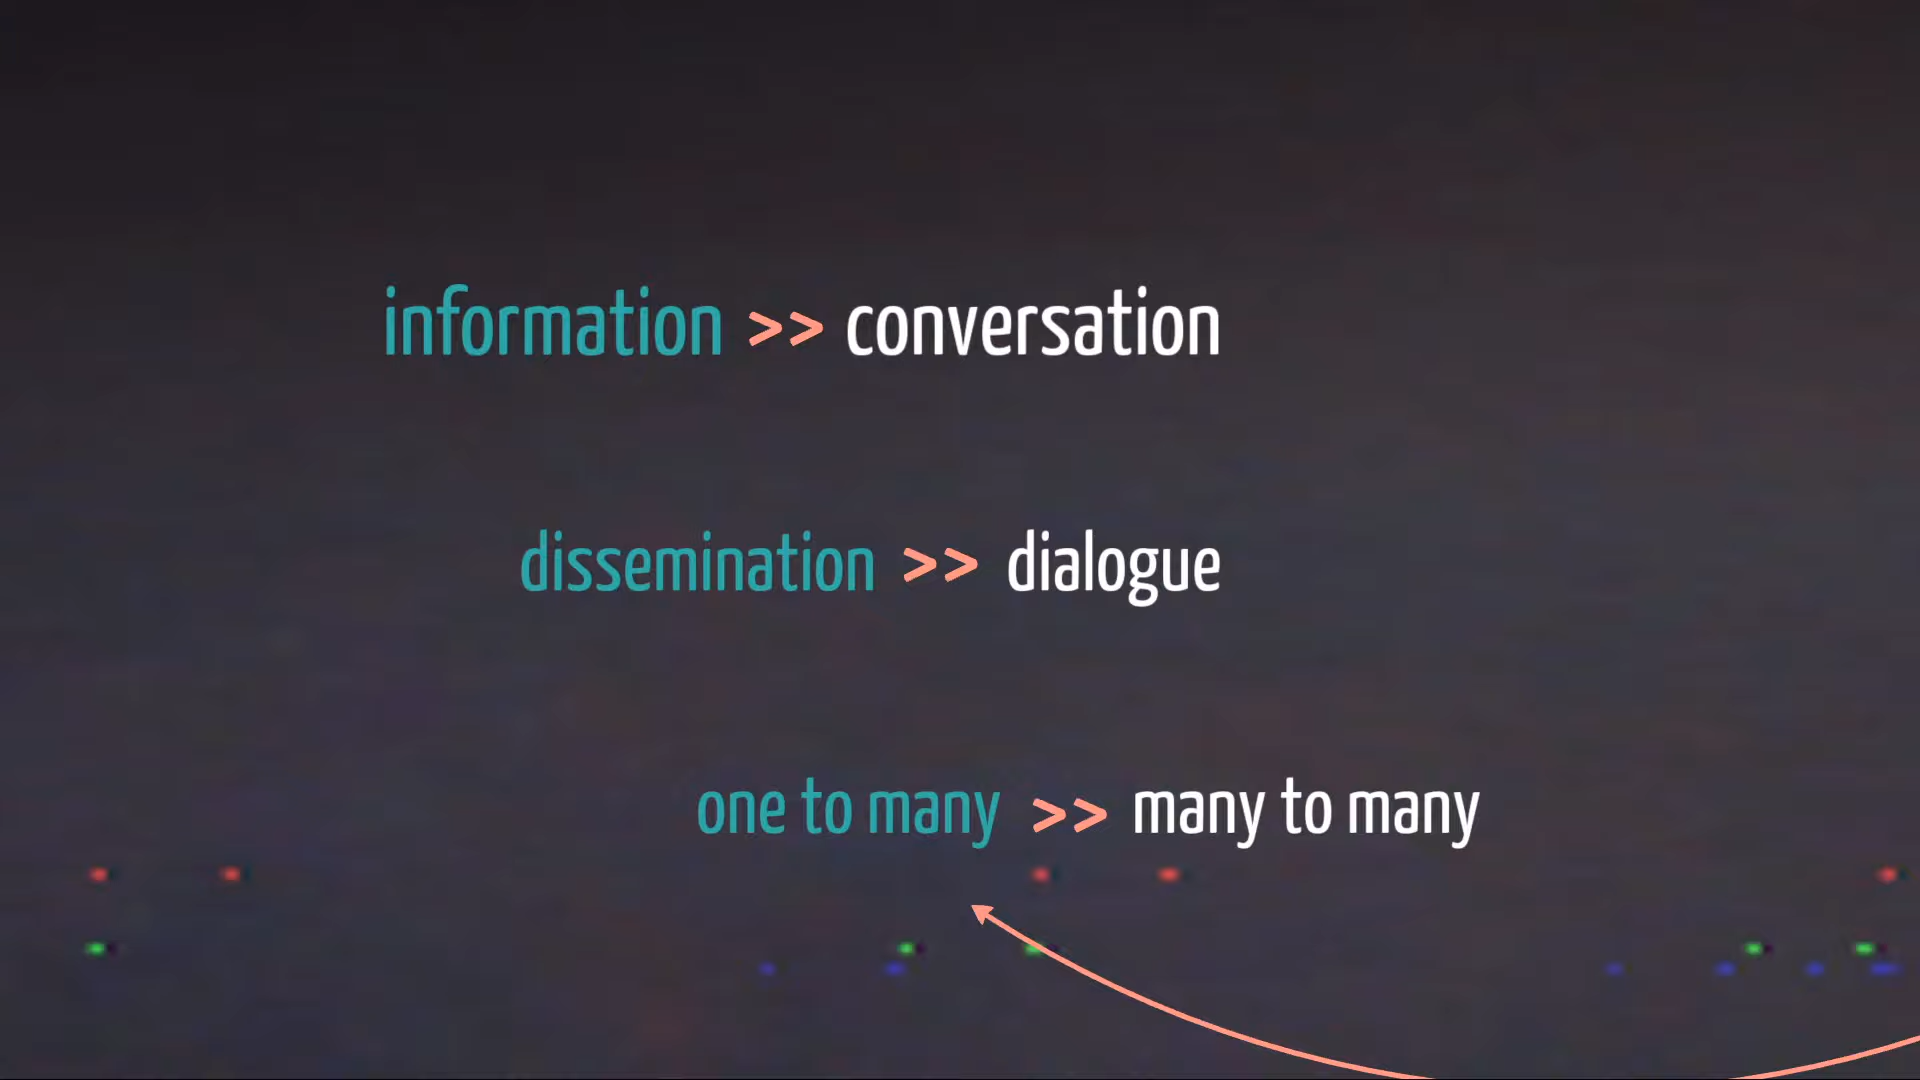 information >> conversation
dissemination >> dialogue
one to many >> many to many